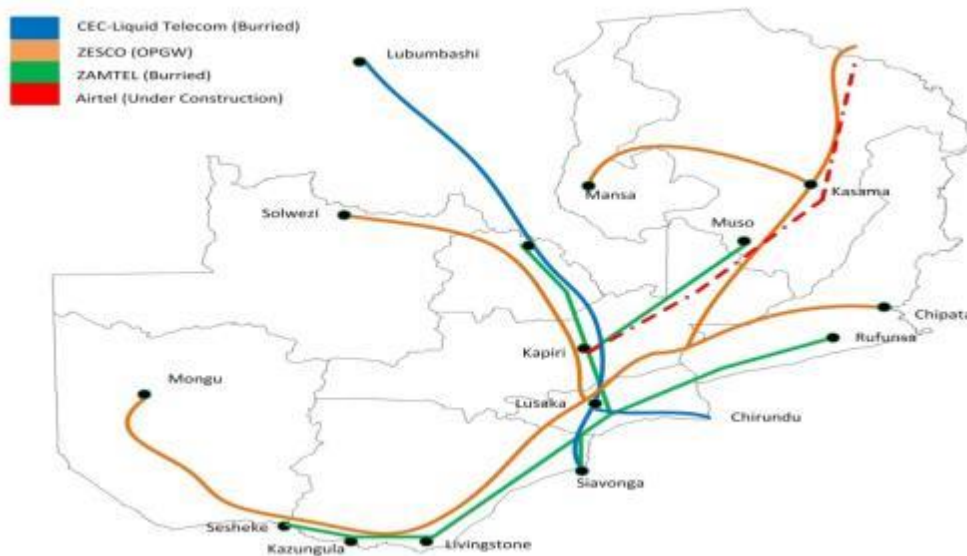 CEC-Liquid Telecom (Burried)
ZESCO (OPGW)
ZAMTEL (Burried)
Airtel (Under Construction)
Lubumbashi
Mansa
Kasama
Solwezi
Muso
Chipata
Rufunsa
Kapiri
Mongu
Lusaka
Chirundu
Siavonga
Sesheke
Kazungula
Livingstone